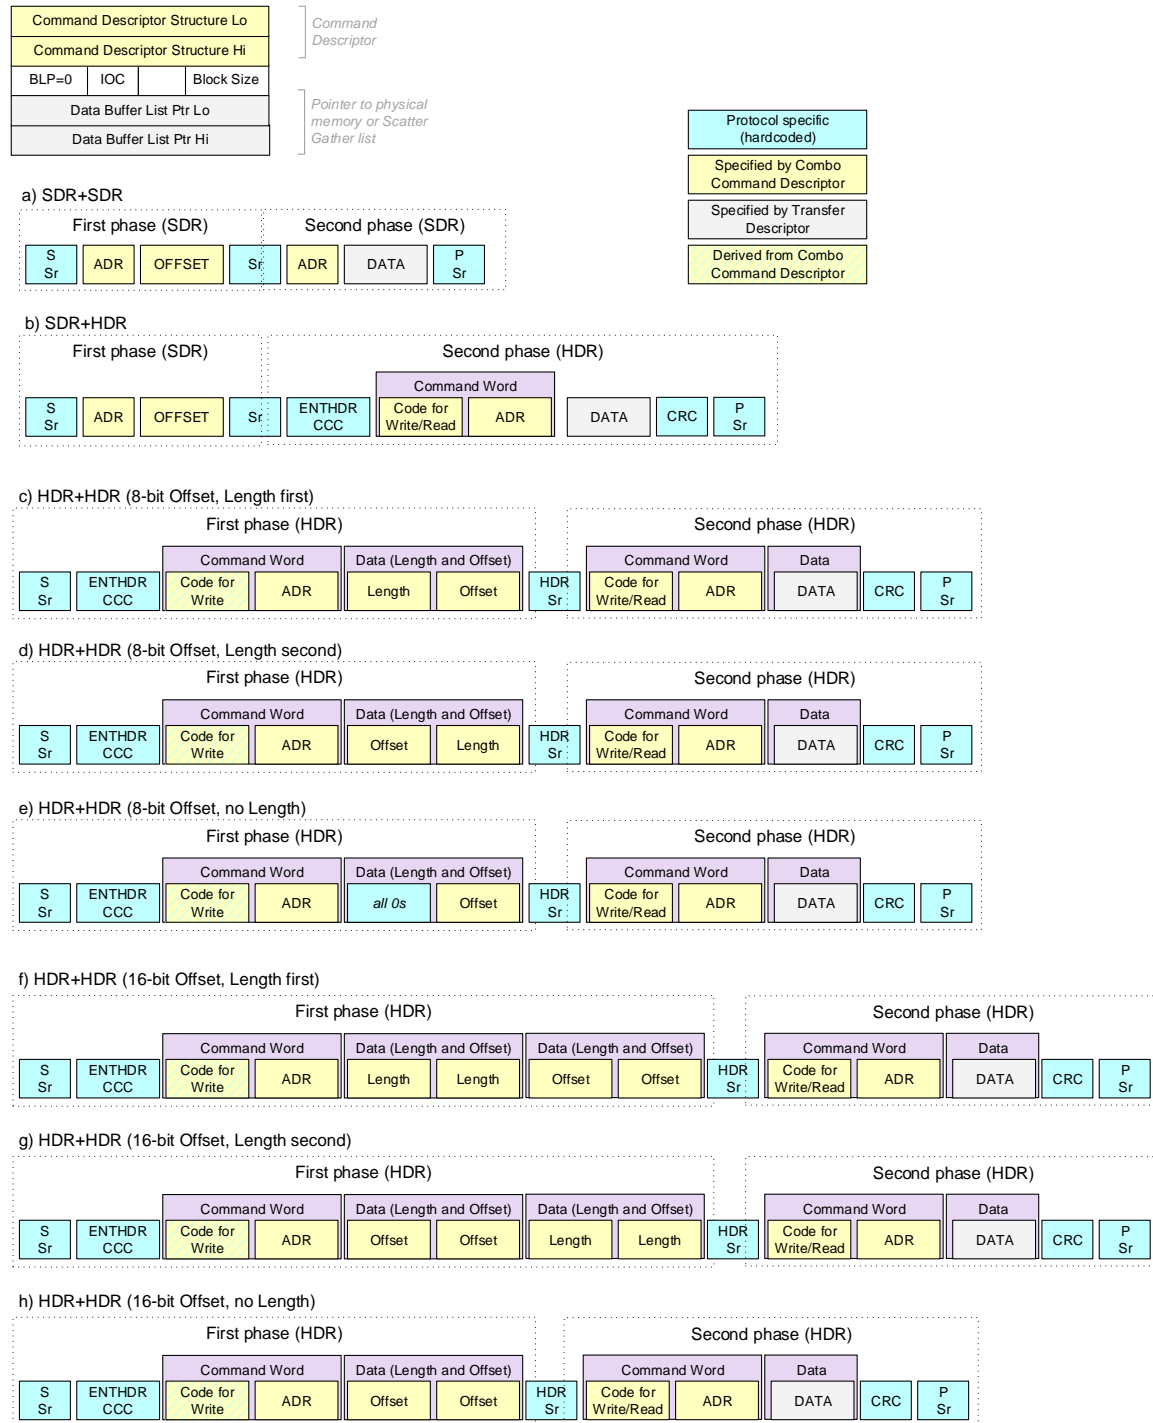 Command Descriptor Structure Lo
Command Descriptor Structure Hi
BLP=0 IOC Block Size
Data Buffer List Ptr Lo
Data Buffer List Ptr Hi
Command
Descriptor
Pointer to physical
memory or Scatter
Gather list
Protocol specific
(hardcoded)
Specified by Combo
Command Descriptor
Specified by Transfer
Descriptor
Derived from Combo
Command Descriptor
a) SDR+SDR
First phase (SDR) Second phase (SDR)
S
Sr
ADR
OFFSET
Sr
ADR
DATA
P
Sr
b) SDR+HDR
First phase (SDR) Second phase (HDR)
Command Word
S
Sr
ADR
OFFSET
Sr
ENTHDR
CCC
Code for
Write/Read
ADR
DATA
CRC
P
Sr
c) HDR+HDR (8-bit Offset, Length first)
First phase (HDR) Second phase (HDR)
Command Word Data (Length and Offset) Command Word Data
S
Sr
ENTHDR
CCC
Code for
Write
ADR
Length
Offset
HDR
Sr
Code for
Write/Read
ADR
DATA
CRC
P
Sr
d) HDR+HDR (8-bit Offset, Length second)
First phase (HDR) Second phase (HDR)
Command Word Data (Length and Offset) Command Word Data
S
Sr
ENTHDR
CCC
Code for
Write
ADR
Offset
Length
HDR
Sr
Code for
Write/Read
ADR
DATA
CRC
P
Sr
e) HDR+HDR (8-bit Offset, no Length)
First phase (HDR) Second phase (HDR)
Command Word Data (Length and Offset) Command Word Data
S
Sr
ENTHDR
CCC
Code for
Write
ADR
all 0s
Offset
HDR
Sr
Code for
Write/Read
ADR
DATA
CRC
P
Sr
f) HDR+HDR (16-bit Offset, Length first)
First phase (HDR) Second phase (HDR)
Command Word Data (Length and Offset) Data (Length and Offset) Command Word Data
S
Sr
ENTHDR
CCC
Code for
Write
ADR
Length
Length
Offset
Offset
HDR
Sr
Code for
Write/Read
ADR
DATA
CRC
P
Sr
g) HDR+HDR (16-bit Offset, Length second)
First phase (HDR) Second phase (HDR)
Command Word Data (Length and Offset) Data (Length and Offset) Command Word Data
S
Sr
ENTHDR
CCC
Code for
Write
ADR
Offset
Offset
Length
Length
HDR
Sr
Code for
Write/Read
ADR
DATA
CRC
P
Sr
h) HDR+HDR (16-bit Offset, no Length)
First phase (HDR) Second phase (HDR)
Command Word Data (Length and Offset) Command Word Data
S
Sr
ENTHDR
CCC
Code for
Write
ADR
Offset
Offset
HDR
Sr
Code for
Write/Read
ADR
DATA
CRC
P
Sr